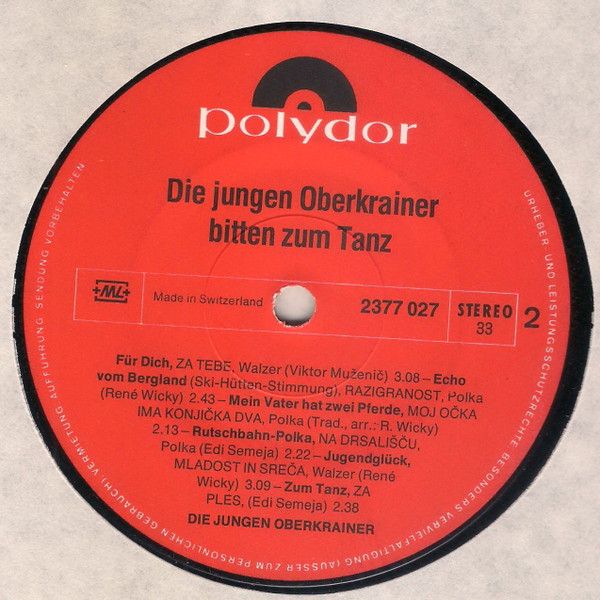 polydor
Die jungen Oberkrainer
bitten zum Tanz
+ML+
Made in Switzerland
2377 027
STEREO
33
2
Für Dich, ZA TEBE, Walzer (Viktor Muženič) 3.08 – Echo
vom Bergland (Ski-Hütten-Stimmung), RAZIGRANOST, Polka
(René Wicky) 2.43 – Mein Vater hat zwei Pferde, MOJ OČKA
IMA KONJIČKA DVA, Polka (Trad., arr.: R. Wicky)
2.13 – Rutschbahn-Polka, NA DRSALIŠČU,
Polka (Edi Semeja) 2.22 – Jugendglück,
MLADOST IN SREČA, Walzer (René
Wicky) 3.09 – Zum Tanz, ZA
PLES, (Edi Semeja) 2.38
DIE JUNGEN OBERKRAINER
URHEBER- UND LEISTUNGSSCHUTZRECHTE BESONDERS VERVIELFÄLTIGUNG (AUSSER ZUM PERSÖNLICHEN GEBRAUCH), VERMIETUNG AUFFÜHRUNG SENDUNG VORBEHALTEN